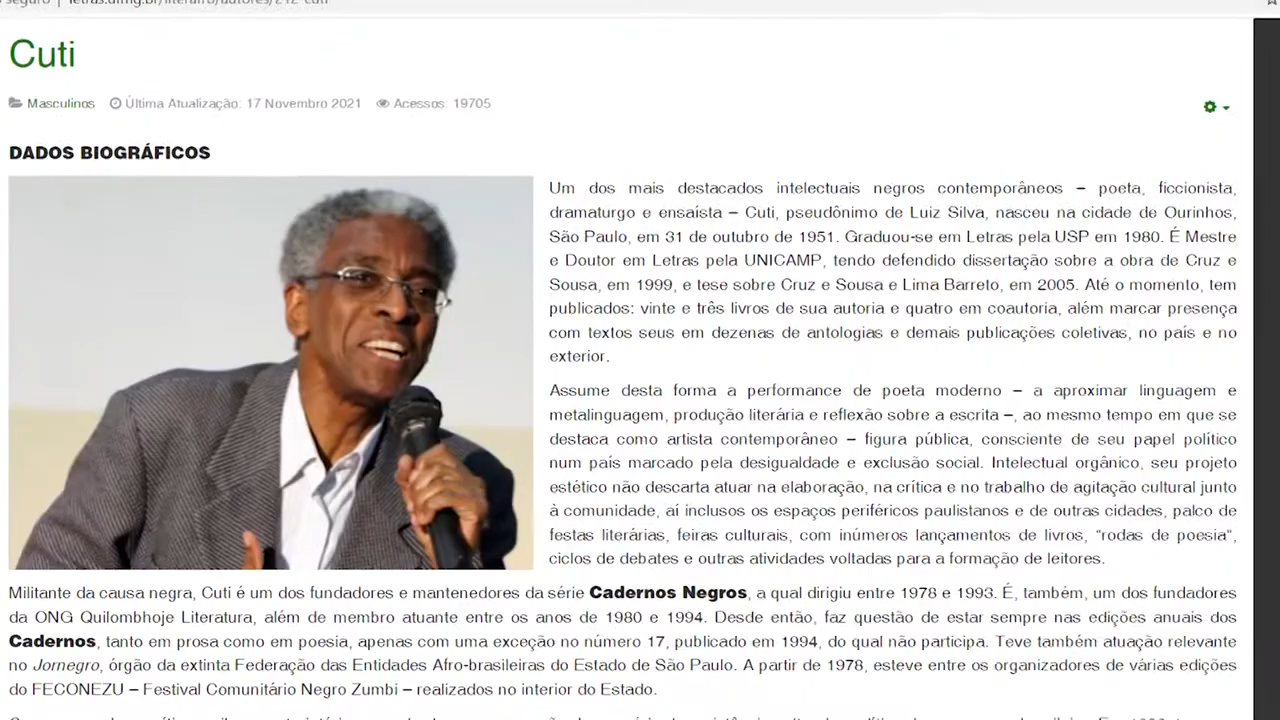 Cuti
Masculinos Última Atualização: 17 Novembro 2021 Acessos: 19705
DADOS BIOGRÁFICOS
Um dos mais destacados intelectuais negros contemporâneos – poeta, ficcionista,
dramaturgo e ensaísta – Cuti, pseudônimo de Luiz Silva, nasceu na cidade de Ourinhos,
São Paulo, em 31 de outubro de 1951. Graduou-se em Letras pela USP em 1980. É Mestre
e Doutor em Letras pela UNICAMP, tendo defendido dissertação sobre a obra de Cruz e
Sousa, em 1999, e tese sobre Cruz e Sousa e Lima Barreto, em 2005. Até o momento, tem
publicados: vinte e três livros de sua autoria e quatro em coautoria, além marcar presença
com textos seus em dezenas de antologias e demais publicações coletivas, no país e no
exterior.
Assume desta forma a performance de poeta moderno – a aproximar linguagem e
metalinguagem, produção literária e reflexão sobre a escrita –, ao mesmo tempo em que se
destaca como artista contemporâneo – figura pública, consciente de seu papel político
num país marcado pela desigualdade e exclusão social. Intelectual orgânico, seu projeto
estético não descarta atuar na elaboração, na crítica e no trabalho de agitação cultural junto
à comunidade, aí inclusos os espaços periféricos paulistanos e de outras cidades, palco de
festas literárias, feiras culturais, com inúmeros lançamentos de livros, "rodas de poesia",
ciclos de debates e outras atividades voltadas para a formação de leitores.
Militante da causa negra, Cuti é um dos fundadores e mantenedores da série Cadernos Negros, a qual dirigiu entre 1978 e 1993. É, também, um dos fundadores
da ONG Quilombhoje Literatura, além de membro atuante entre os anos de 1980 e 1994. Desde então, faz questão de estar sempre nas edições anuais dos
Cadernos, tanto em prosa como em poesia, apenas com uma exceção no número 17, publicado em 1994, do qual não participa. Teve também atuação relevante
no Jornegro, órgão da extinta Federação das Entidades Afro-brasileiras do Estado de São Paulo. A partir de 1978, esteve entre os organizadores de várias edições
do FECONEZU – Festival Comunitário Negro Zumbi – realizados no interior do Estado.